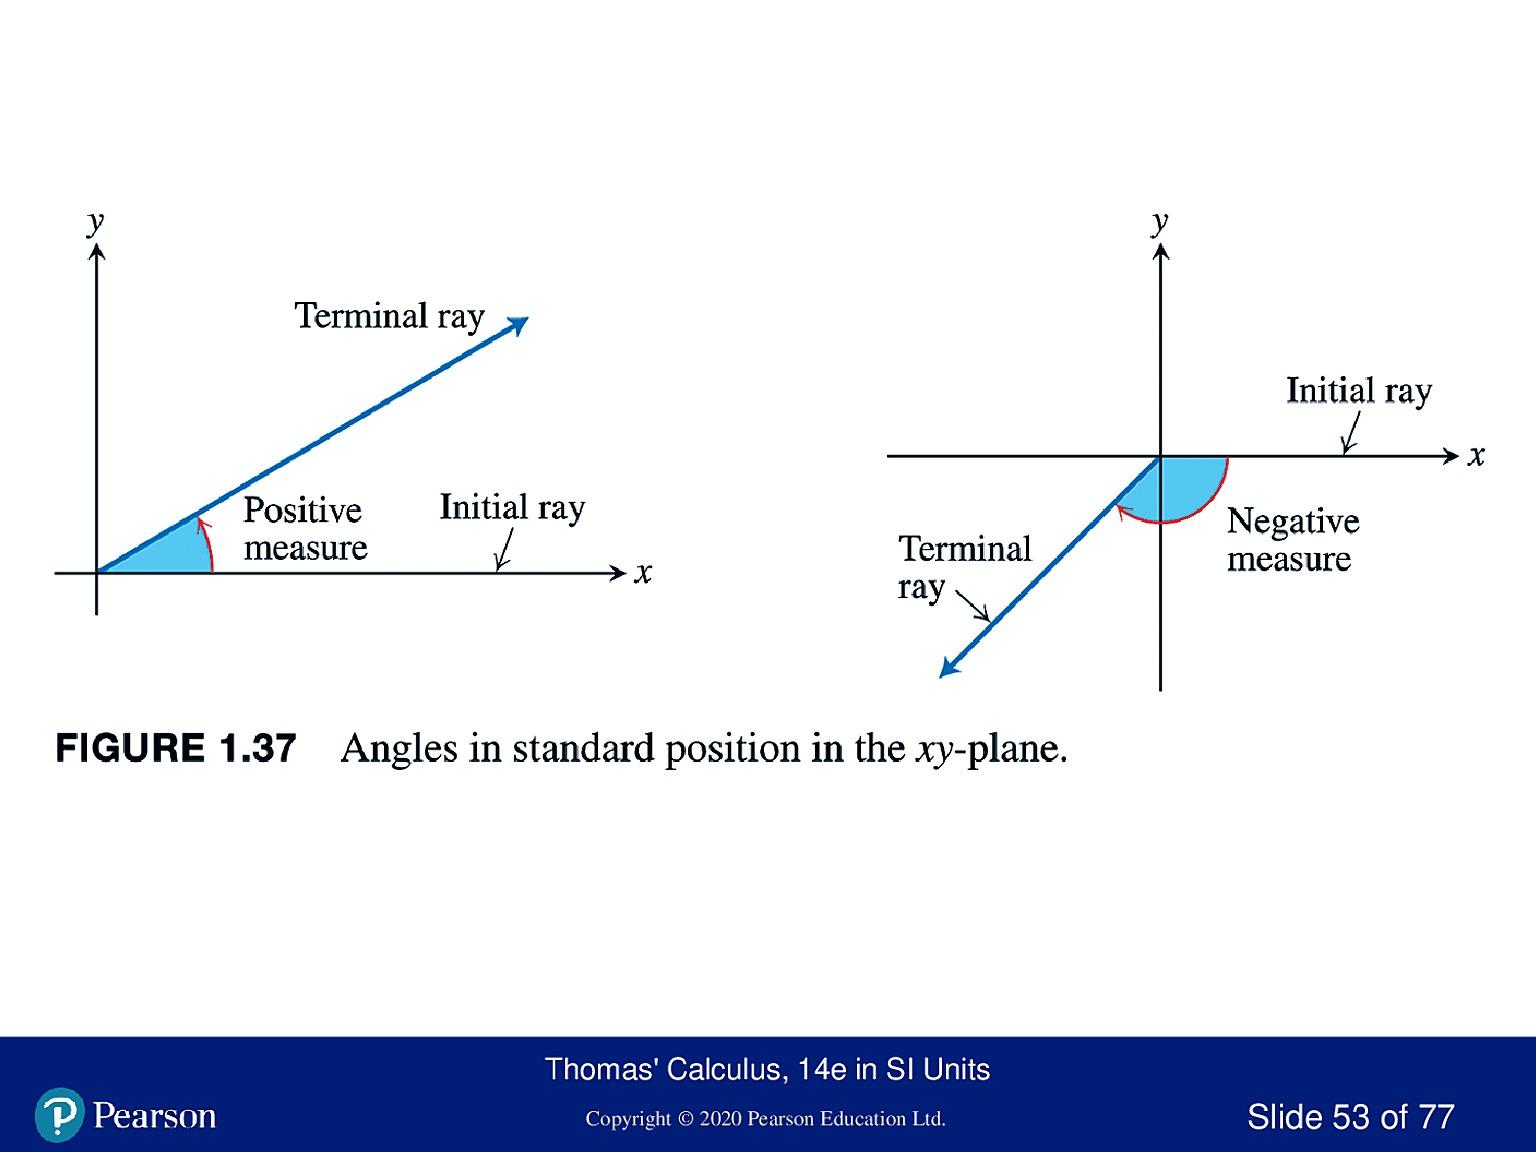 y
Terminal ray
Positive
measure
Initial ray
x
y
Initial ray
x
Terminal
ray
Negative
measure
FIGURE 1.37 Angles in standard position in the xy-plane.
Thomas' Calculus, 14e in SI Units
Pearson
Copyright © 2020 Pearson Education Ltd.
Slide 53 of 77